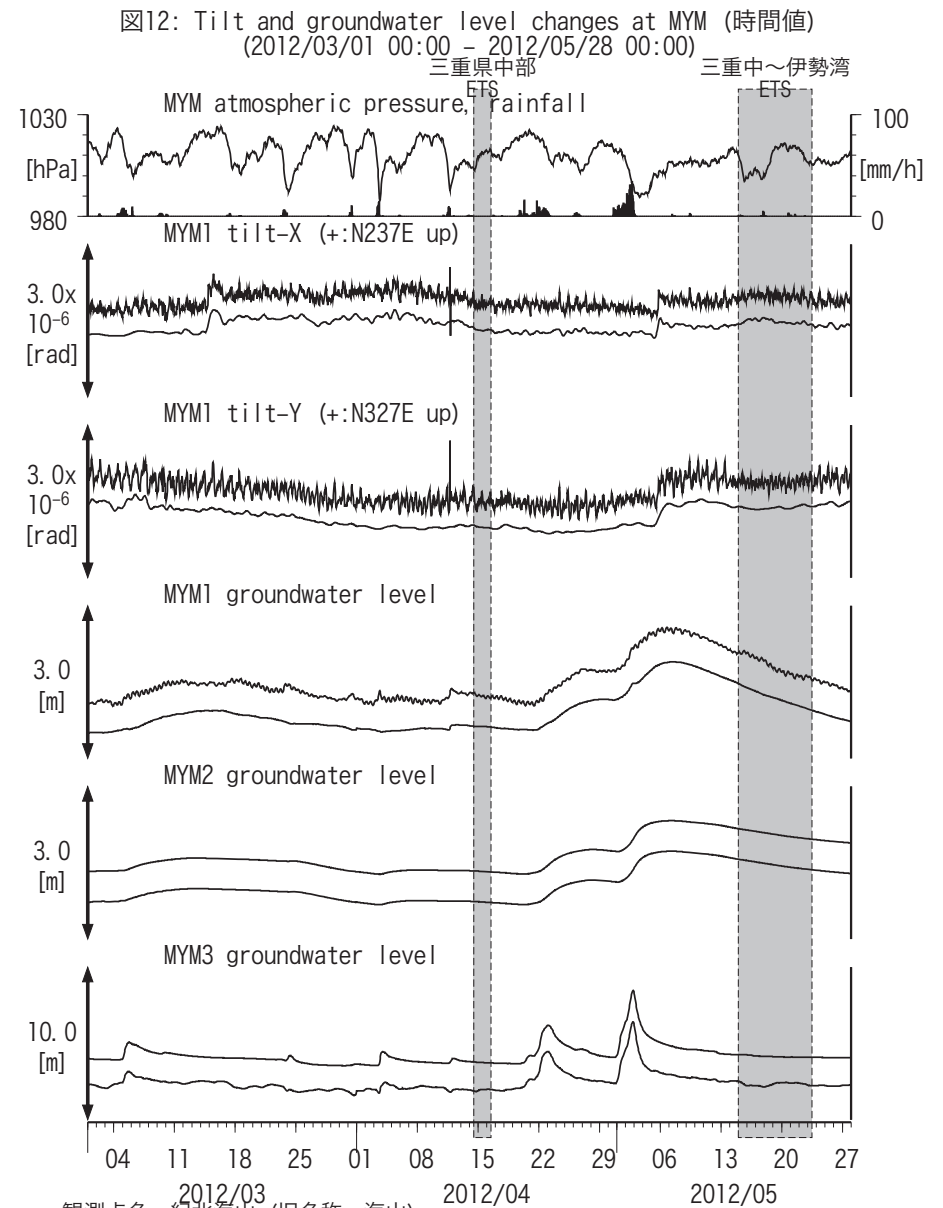 図12: Tilt and groundwater level changes at MYM (時間値)
(2012/03/01 00:00 – 2012/05/28 00:00)
三重県中部
ETS
三重中〜伊勢湾
ETS
MYM atmospheric pressure, rainfall
1030
[hPa]
980
100
[mm/h]
0
MYM1 tilt–X (+:N237E up)
3.0x
10–6
[rad]
MYM1 tilt–Y (+:N327E up)
3.0x
10–6
[rad]
MYM1 groundwater level
3.0
[m]
MYM2 groundwater level
3.0
[m]
MYM3 groundwater level
10.0
[m]
04 11 18 25 01 08 15 22 29 06 13 20 27
2012/03 2012/04 2012/05